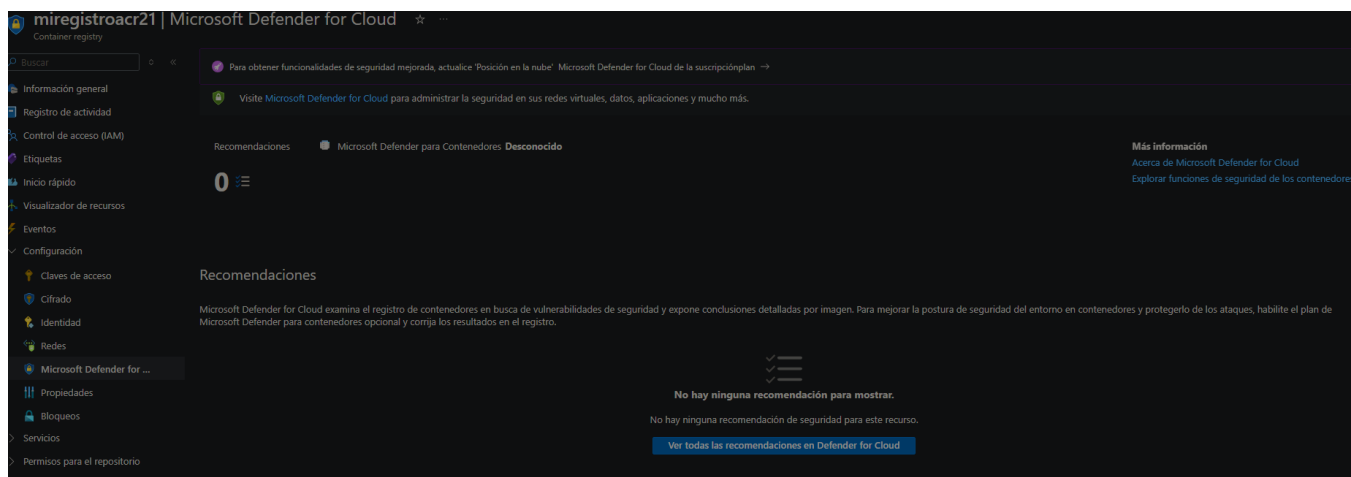 miregistroacr21 | Microsoft Defender for Cloud
Container registry
Buscar
Información general
Registro de actividad
Control de acceso (IAM)
Etiquetas
Inicio rápido
Visualizador de recursos
Eventos
Configuración
Claves de acceso
Cifrado
Identidad
Redes
Microsoft Defender for ...
Propiedades
Bloqueos
Servicios
Permisos para el repositorio
Para obtener funcionalidades de seguridad mejorada, actualice 'Posición en la nube' Microsoft Defender for Cloud de la suscripciónplan →
Visite Microsoft Defender for Cloud para administrar la seguridad en sus redes virtuales, datos, aplicaciones y mucho más.
Recomendaciones
Microsoft Defender para Contenedores Desconocido
0
Más información
Acerca de Microsoft Defender for Cloud
Explorar funciones de seguridad de los contenedore
Recomendaciones
Microsoft Defender for Cloud examina el registro de contenedores en busca de vulnerabilidades de seguridad y expone conclusiones detalladas por imagen. Para mejorar la postura de seguridad del entorno en contenedores y protegerlo de los ataques, habilite el plan de
Microsoft Defender para contenedores opcional y corrija los resultados en el registro.
No hay ninguna recomendación para mostrar.
No hay ninguna recomendación de seguridad para este recurso.
Ver todas las recomendaciones en Defender for Cloud